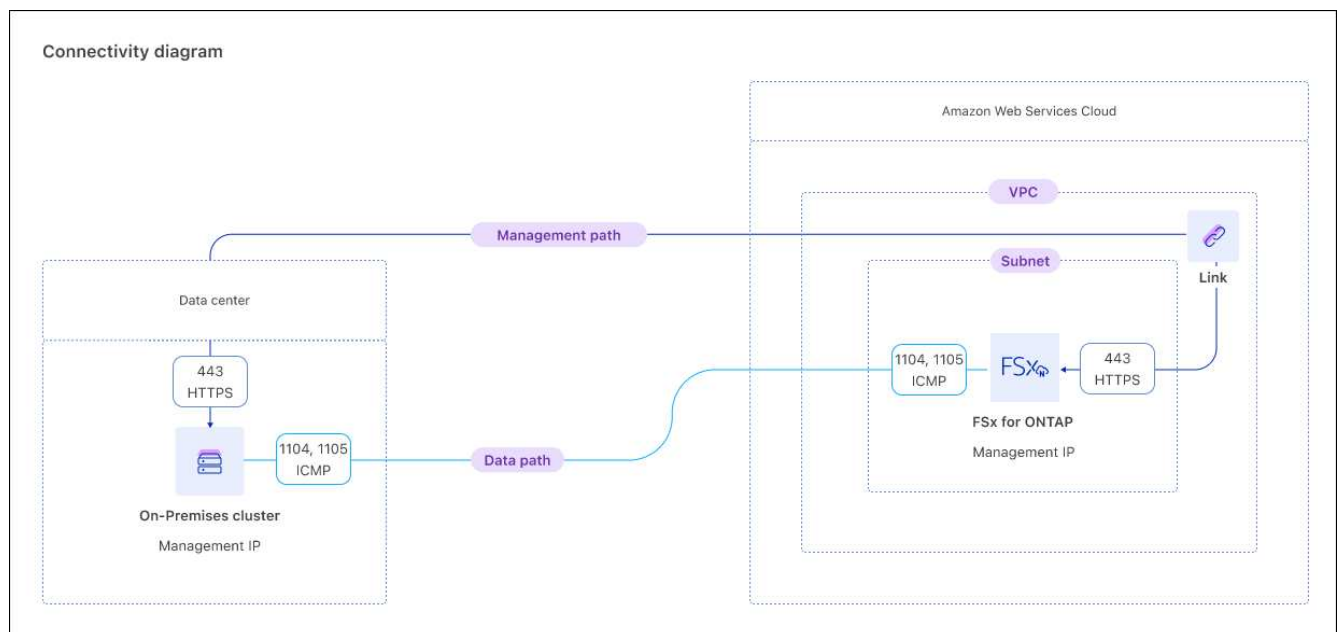 Connectivity diagram
Amazon Web Services Cloud
VPC
Management path
Subnet
Link
Data center
443
HTTPS
1104, 1105
ICMP
FSx
N
443
HTTPS
FSx for ONTAP
Management IP
1104, 1105
ICMP
Data path
On-Premises cluster
Management IP